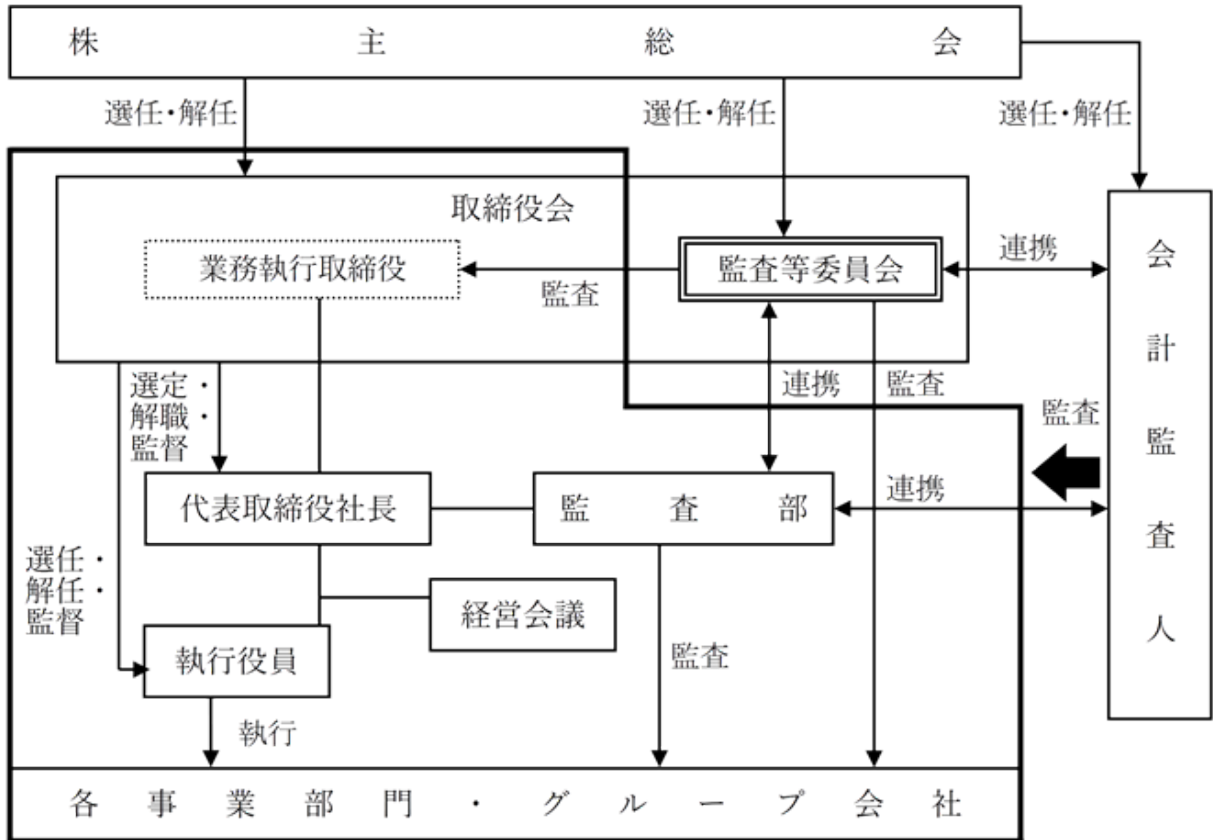 株主総会
選任・解任
選任・解任
選任・解任
取締役会
業務執行取締役
監査
監査等委員会
連携
会計監査人
選定・
解職・
監督
連携
監査
監査
代表取締役社長
監査部
連携
選任・
解任・
監督
経営会議
執行役員
監査
執行
各事業部門・グループ会社